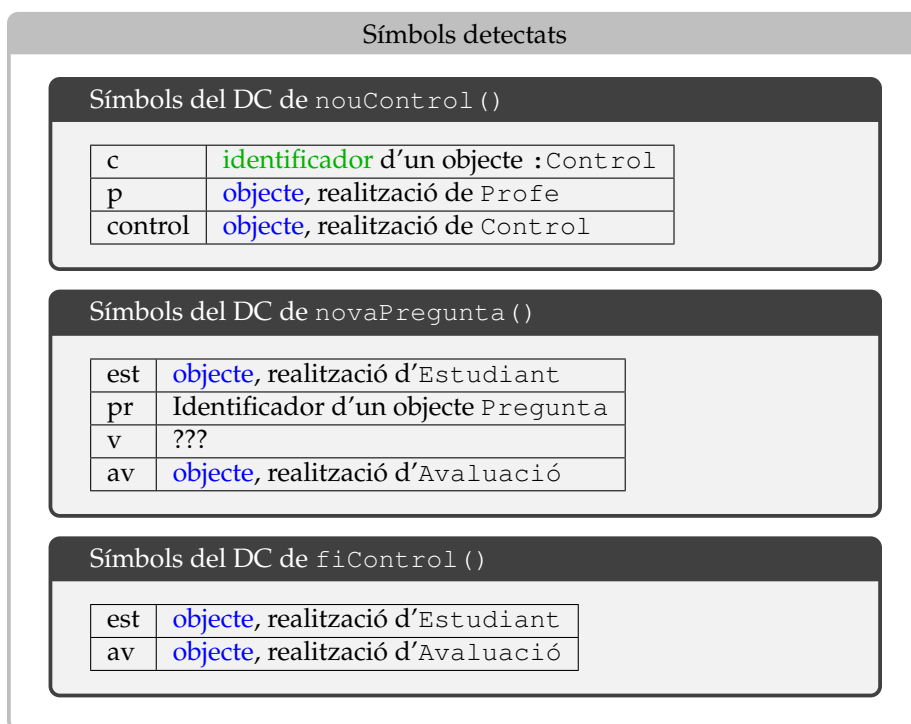 Símbols detectats
Símbols del DC de nouControl()
c identificador d'un objecte :Control
p objecte, realització de Profe
control objecte, realització de Control
Símbols del DC de novaPregunta()
est objecte, realització d'Estudiant
pr Identificador d'un objecte Pregunta
v ???
av objecte, realització d'Avaluació
Símbols del DC de fiControl()
est objecte, realització d'Estudiant
av objecte, realització d'Avaluació